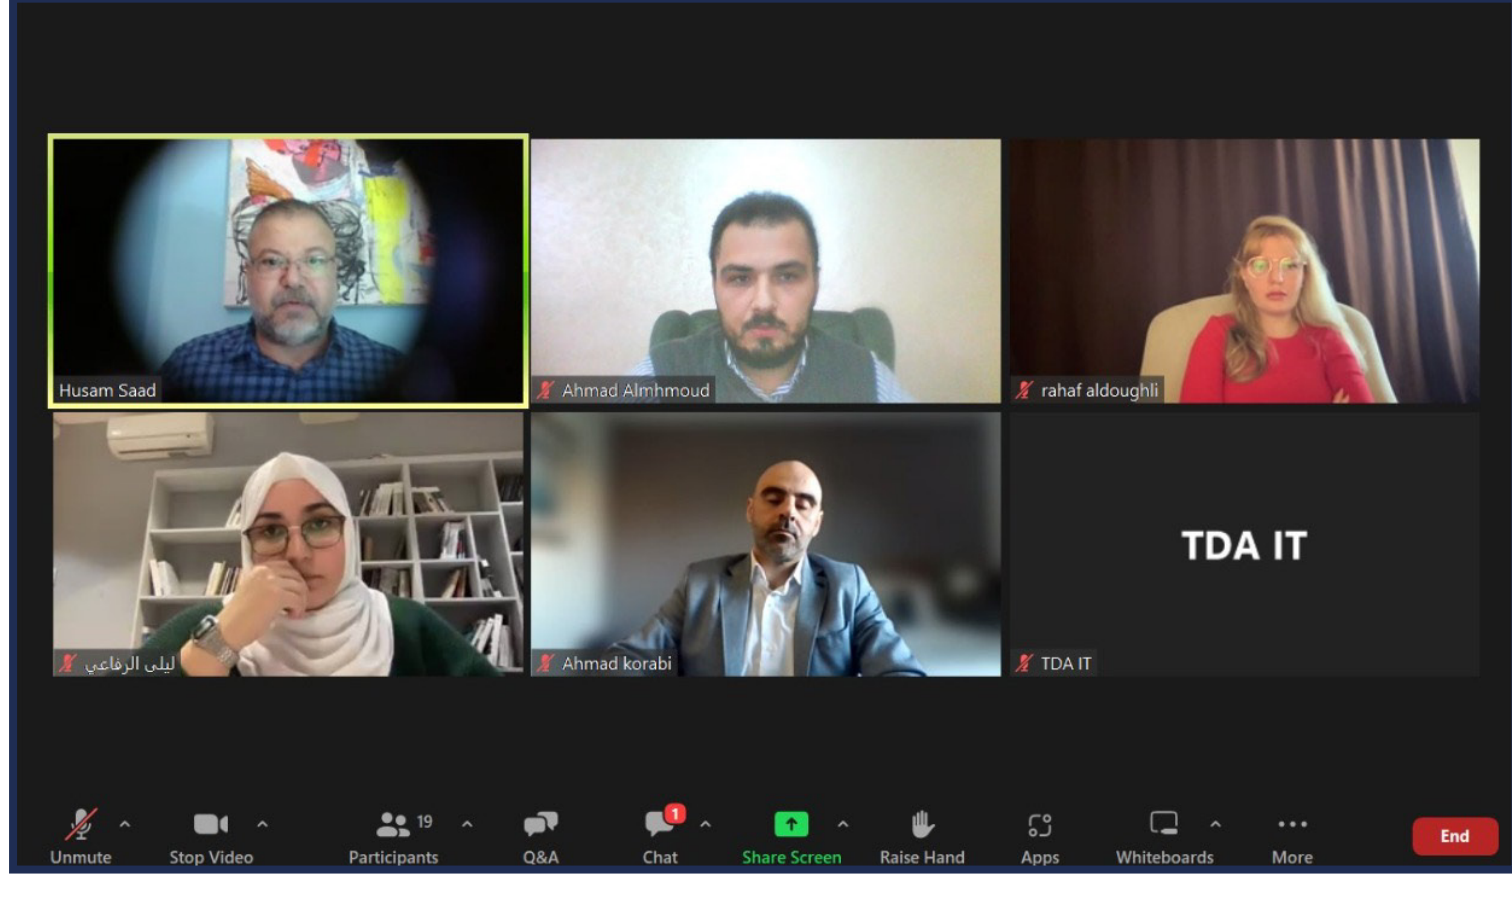 Husam Saad
Ahmad Almhmoud
rahaf aldoughli
ليلى الرفاعي
Ahmad korabi
TDA IT
TDA IT
19
1
Unmute
Stop Video
Participants
Q&A
Chat
Share Screen
Raise Hand
Apps
Whiteboards
More
End